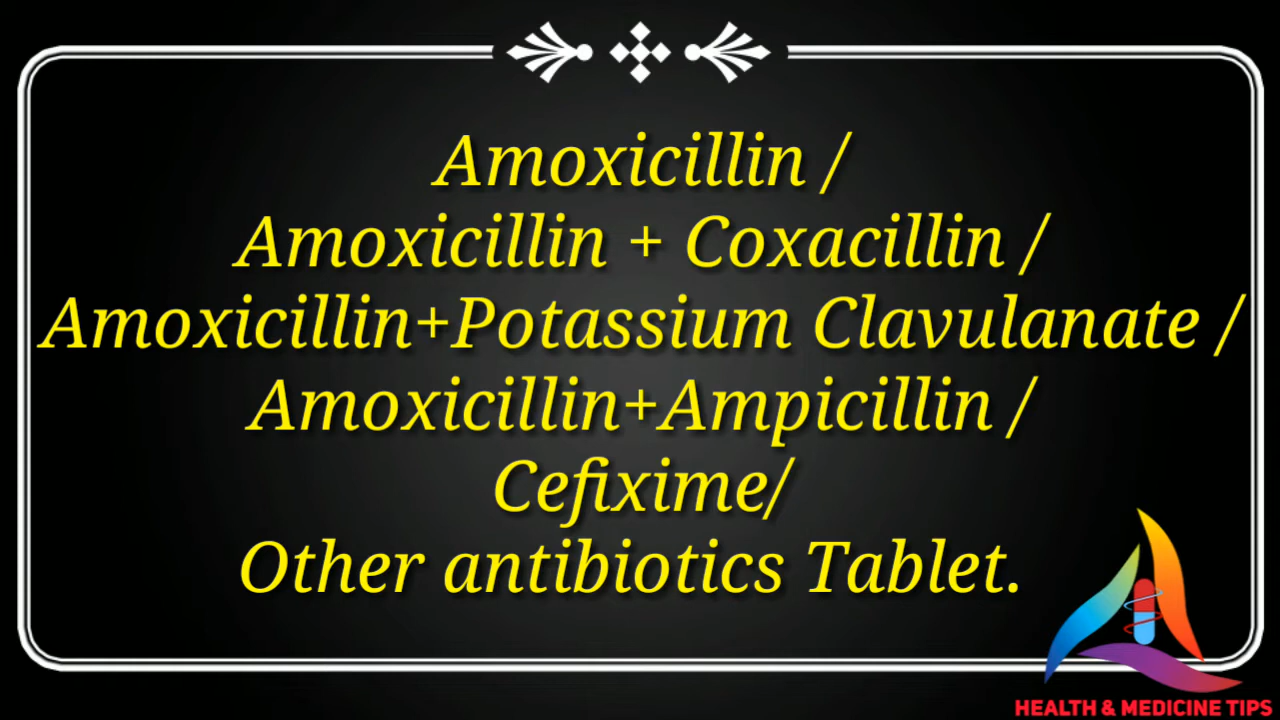 Amoxicillin /
Amoxicillin + Coxacillin /
Amoxicillin+Potassium Clavulanate /
Amoxicillin+Ampicillin /
Cefixime/
Other antibiotics Tablet.
HEALTH & MEDICINE TIPS